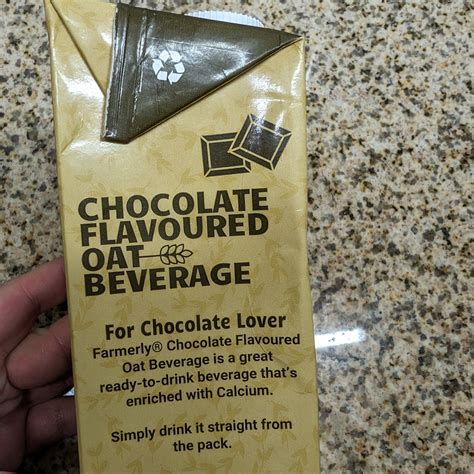 CHOCOLATE
FLAVOURED
OAT
BEVERAGE
For Chocolate Lover
Farmerly® Chocolate Flavoured
Oat Beverage is a great
ready-to-drink beverage that's
enriched with Calcium.
Simply drink it straight from
the pack.